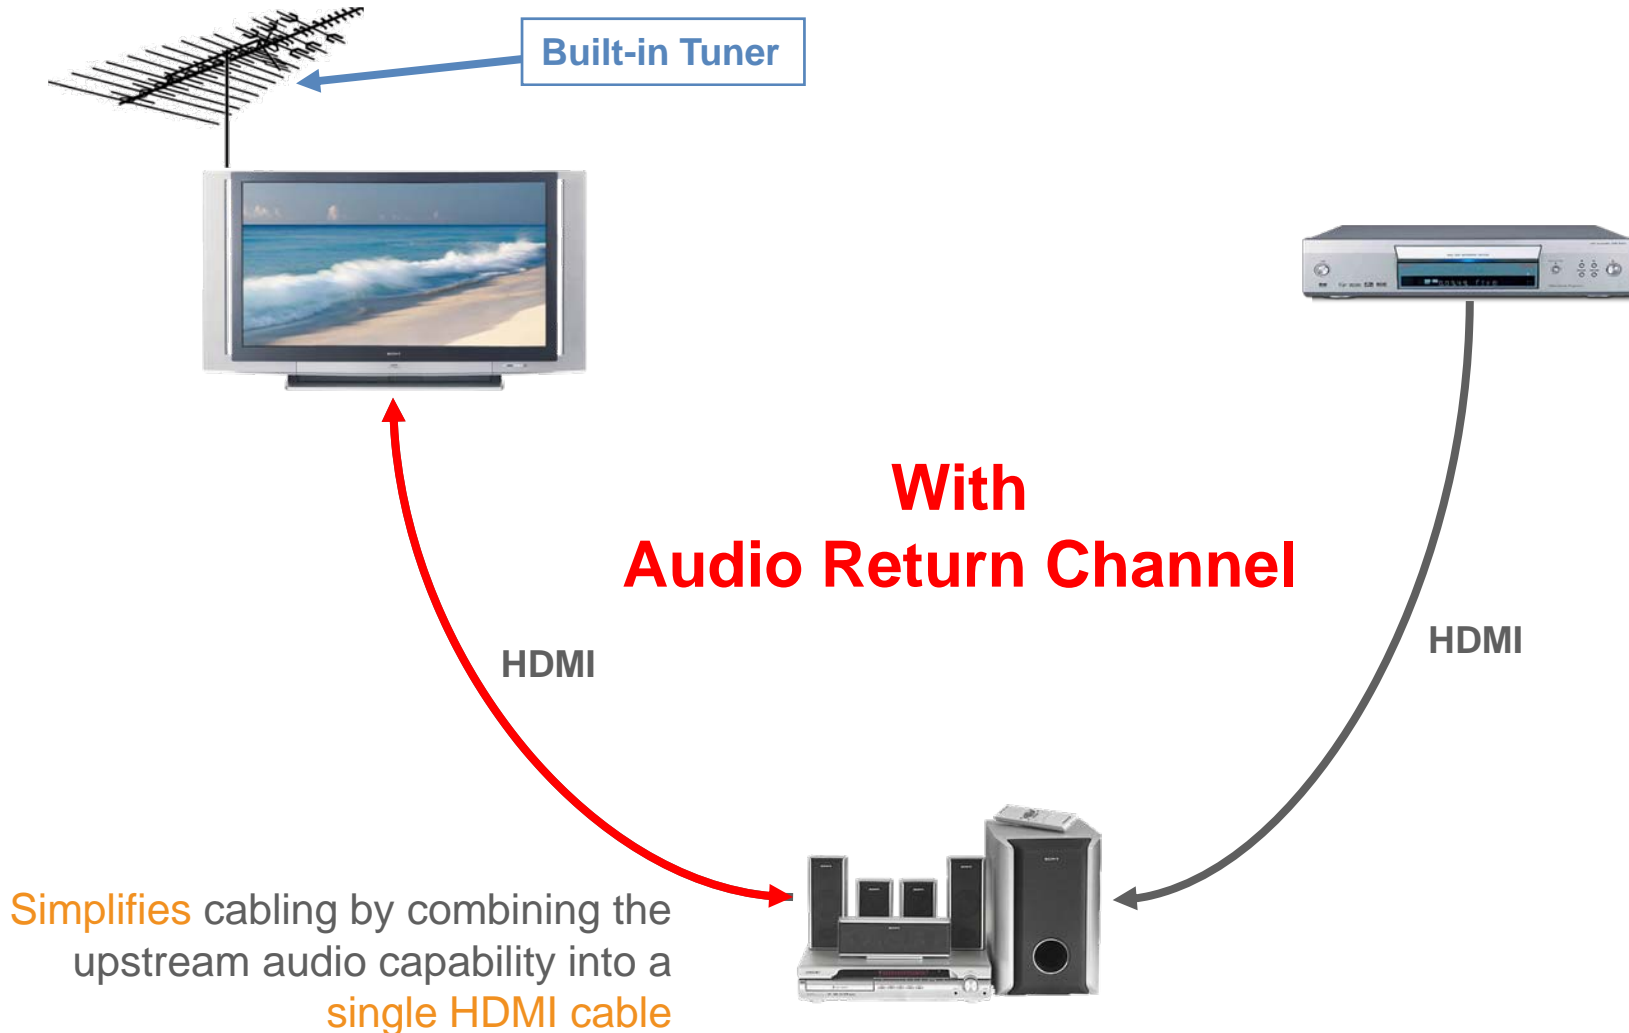 Built-in Tuner
With
Audio Return Channel
HDMI
HDMI
Simplifies cabling by combining the
upstream audio capability into a
single HDMI cable
SONY